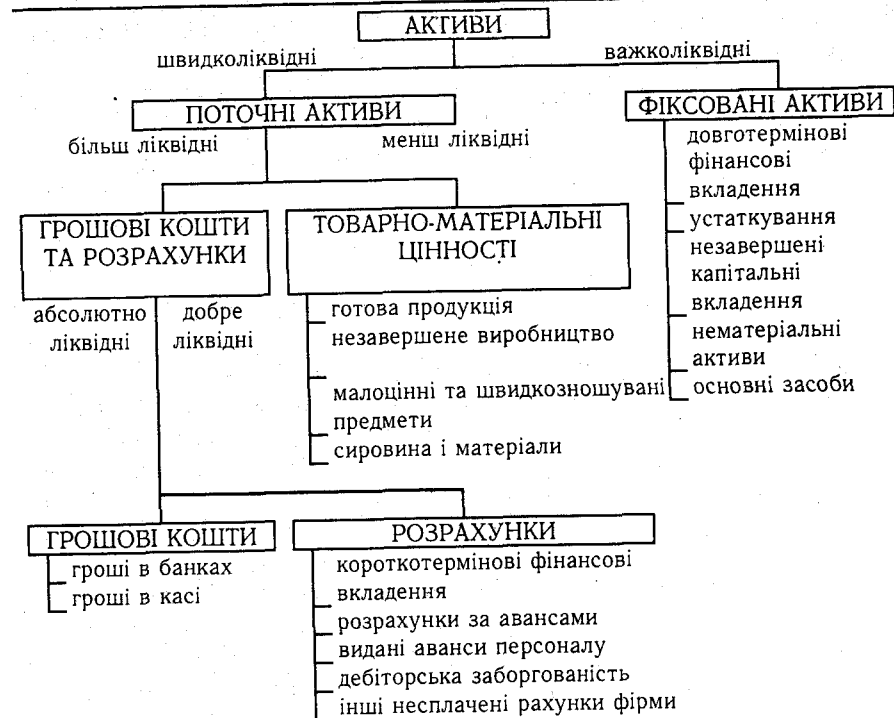 АКТИВИ
швидколіквідні
важколіквідні
ПОТОЧНІ АКТИВИ
ФІКСОВАНІ АКТИВИ
більш ліквідні
менш ліквідні
довготермінові
фінансові
вкладення
устаткування
незавершені
капітальні
вкладення
нематеріальні
активи
основні засоби
ГРОШОВІ КОШТИ
ТА РОЗРАХУНКИ
ТОВАРНО-МАТЕРІАЛЬНІ
ЦІННОСТІ
абсолютно
ліквідні
добре
ліквідні
готова продукція
незавершене виробництво
малоцінні та швидкозношувані
предмети
сировина і матеріали
ГРОШОВІ КОШТИ
гроші в банках
гроші в касі
РОЗРАХУНКИ
короткотермінові фінансові
вкладення
розрахунки за авансами
видані аванси персоналу
дебіторська заборгованість
інші несплачені рахунки фірми